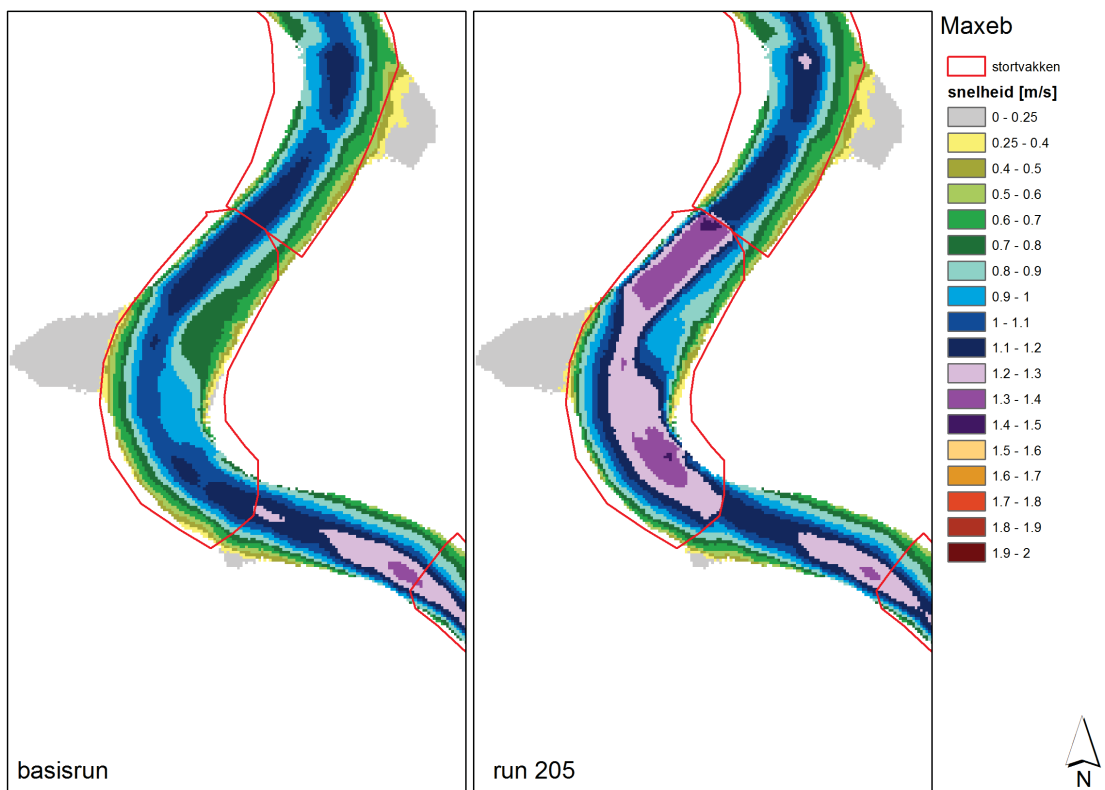 Maxeb
stortvakken
snelheid [m/s]
0 - 0.25
0.25 - 0.4
0.4 - 0.5
0.5 - 0.6
0.6 - 0.7
0.7 - 0.8
0.8 - 0.9
0.9 - 1
1 - 1.1
1.1 - 1.2
1.2 - 1.3
1.3 - 1.4
1.4 - 1.5
1.5 - 1.6
1.6 - 1.7
1.7 - 1.8
1.8 - 1.9
1.9 - 2
basisrun
run 205
N